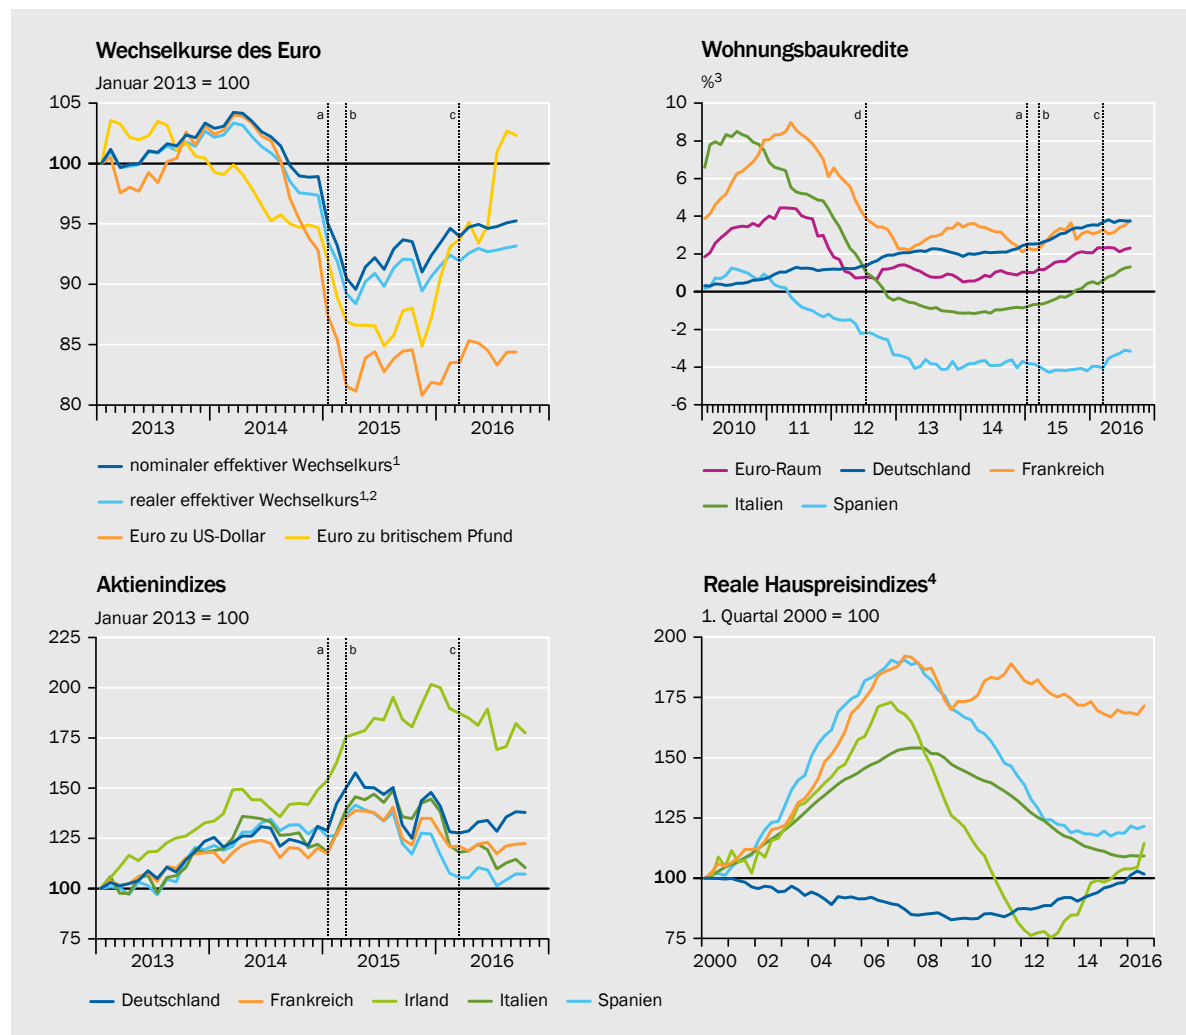 Wechselkurse des Euro
Januar 2013 = 100
105
100
95
90
85
80
a
b
c
2013
2014
2015
2016
nominaler effektiver Wechselkurs1
realer effektiver Wechselkurs1,2
Euro zu US-Dollar
Euro zu britischem Pfund
Wohnungsbaukredite
%3
10
8
6
4
2
0
-2
-4
-6
d
a
b
c
2010
11
12
13
14
15
2016
Euro-Raum
Deutschland
Frankreich
Italien
Spanien
Aktienindizes
Januar 2013 = 100
225
200
175
150
125
100
75
a
b
c
2013
2014
2015
2016
Reale Hauspreisindizes4
1. Quartal 2000 = 100
200
175
150
125
100
75
2000
02
04
06
08
10
12
14
2016
Deutschland
Frankreich
Irland
Italien
Spanien